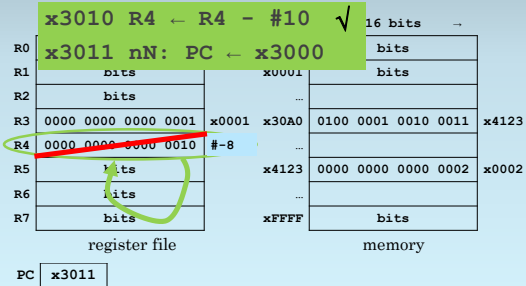 x3010 R4 ← R4 - #10 √
x3011 nN: PC ← x3000
16 bits →
R0 bits
R1 bits x0001
R2 bits …
R3 0000 0000 0000 0001 x0001 x30A0 0100 0001 0010 0011 x4123
R4 0000 0000 0000 0010 #-8 …
R5 bits x4123 0000 0000 0000 0002 x0002
R6 bits …
R7 bits xFFFF bits
register file memory
PC x3011